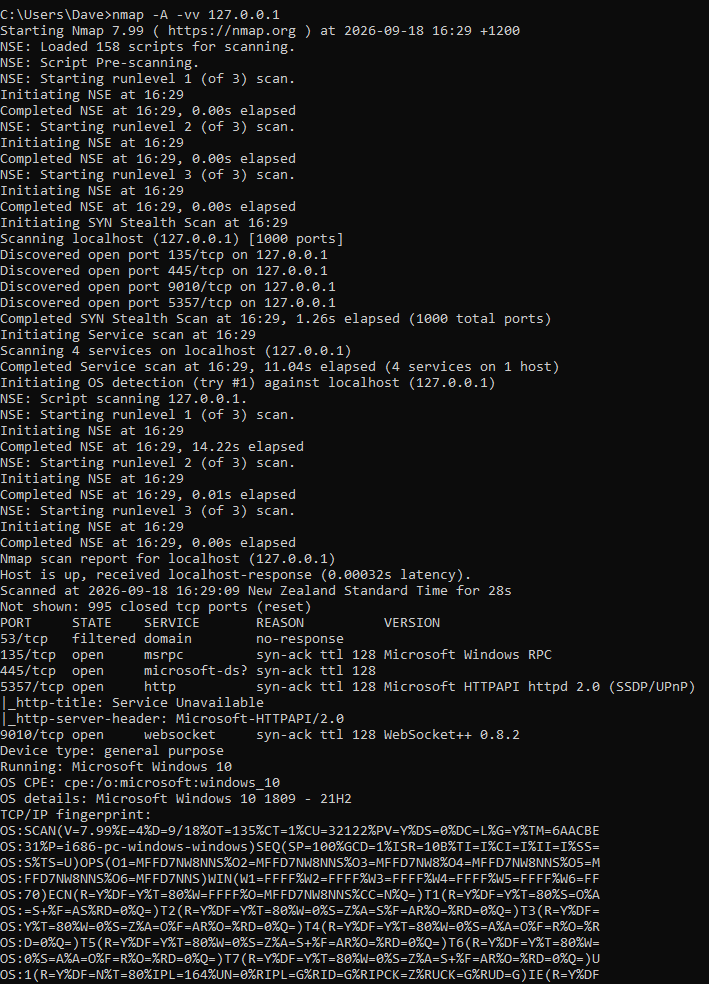 C:\Users\Dave>nmap -A -vv 127.0.0.1
Starting Nmap 7.99 ( https://nmap.org ) at 2026-09-18 16:29 +1200
NSE: Loaded 158 scripts for scanning.
NSE: Script Pre-scanning.
NSE: Starting runlevel 1 (of 3) scan.
Initiating NSE at 16:29
Completed NSE at 16:29, 0.00s elapsed
NSE: Starting runlevel 2 (of 3) scan.
Initiating NSE at 16:29
Completed NSE at 16:29, 0.00s elapsed
NSE: Starting runlevel 3 (of 3) scan.
Initiating NSE at 16:29
Completed NSE at 16:29, 0.00s elapsed
Initiating SYN Stealth Scan at 16:29
Scanning localhost (127.0.0.1) [1000 ports]
Discovered open port 135/tcp on 127.0.0.1
Discovered open port 445/tcp on 127.0.0.1
Discovered open port 9010/tcp on 127.0.0.1
Discovered open port 5357/tcp on 127.0.0.1
Completed SYN Stealth Scan at 16:29, 1.26s elapsed (1000 total ports)
Initiating Service scan at 16:29
Scanning 4 services on localhost (127.0.0.1)
Completed Service scan at 16:29, 11.04s elapsed (4 services on 1 host)
Initiating OS detection (try #1) against localhost (127.0.0.1)
NSE: Script scanning 127.0.0.1.
NSE: Starting runlevel 1 (of 3) scan.
Initiating NSE at 16:29
Completed NSE at 16:29, 14.22s elapsed
NSE: Starting runlevel 2 (of 3) scan.
Initiating NSE at 16:29
Completed NSE at 16:29, 0.01s elapsed
NSE: Starting runlevel 3 (of 3) scan.
Initiating NSE at 16:29
Completed NSE at 16:29, 0.00s elapsed
Nmap scan report for localhost (127.0.0.1)
Host is up, received localhost-response (0.00032s latency).
Scanned at 2026-09-18 16:29:09 New Zealand Standard Time for 28s
Not shown: 995 closed tcp ports (reset)
PORT     STATE    SERVICE       REASON          VERSION
53/tcp   filtered domain        no-response
135/tcp  open     msrpc         syn-ack ttl 128 Microsoft Windows RPC
445/tcp  open     microsoft-ds? syn-ack ttl 128
5357/tcp open     http          syn-ack ttl 128 Microsoft HTTPAPI httpd 2.0 (SSDP/UPnP)
|_http-title: Service Unavailable
|_http-server-header: Microsoft-HTTPAPI/2.0
9010/tcp open     websocket     syn-ack ttl 128 WebSocket++ 0.8.2
Device type: general purpose
Running: Microsoft Windows 10
OS CPE: cpe:/o:microsoft:windows_10
OS details: Microsoft Windows 10 1809 - 21H2
TCP/IP fingerprint:
OS:SCAN(V=7.99%E=4%D=9/18%OT=135%CT=1%CU=32122%PV=Y%DS=0%DC=L%G=Y%TM=6AACBE
OS:31%P=i686-pc-windows-windows)SEQ(SP=100%GCD=1%ISR=10B%TI=I%CI=I%II=I%SS=
OS:S%TS=U)OPS(O1=MFFD7NW8NNS%O2=MFFD7NW8NNS%O3=MFFD7NW8%O4=MFFD7NW8NNS%O5=M
OS:FFD7NW8NNS%O6=MFFD7NNS)WIN(W1=FFFF%W2=FFFF%W3=FFFF%W4=FFFF%W5=FFFF%W6=FF
OS:70)ECN(R=Y%DF=Y%T=80%W=FFFF%O=MFFD7NW8NNS%CC=N%Q=)T1(R=Y%DF=Y%T=80%S=O%A
OS:=S+%F=AS%RD=0%Q=)T2(R=Y%DF=Y%T=80%W=0%S=Z%A=S%F=AR%O=%RD=0%Q=)T3(R=Y%DF=
OS:Y%T=80%W=0%S=Z%A=O%F=AR%O=%RD=0%Q=)T4(R=Y%DF=Y%T=80%W=0%S=A%A=O%F=R%O=%R
OS:D=0%Q=)T5(R=Y%DF=Y%T=80%W=0%S=Z%A=S+%F=AR%O=%RD=0%Q=)T6(R=Y%DF=Y%T=80%W=
OS:0%S=A%A=O%F=R%O=%RD=0%Q=)T7(R=Y%DF=Y%T=80%W=0%S=Z%A=S+%F=AR%O=%RD=0%Q=)U
OS:1(R=Y%DF=N%T=80%IPL=164%UN=0%RIPL=G%RID=G%RIPCK=Z%RUCK=G%RUD=G)IE(R=Y%DF